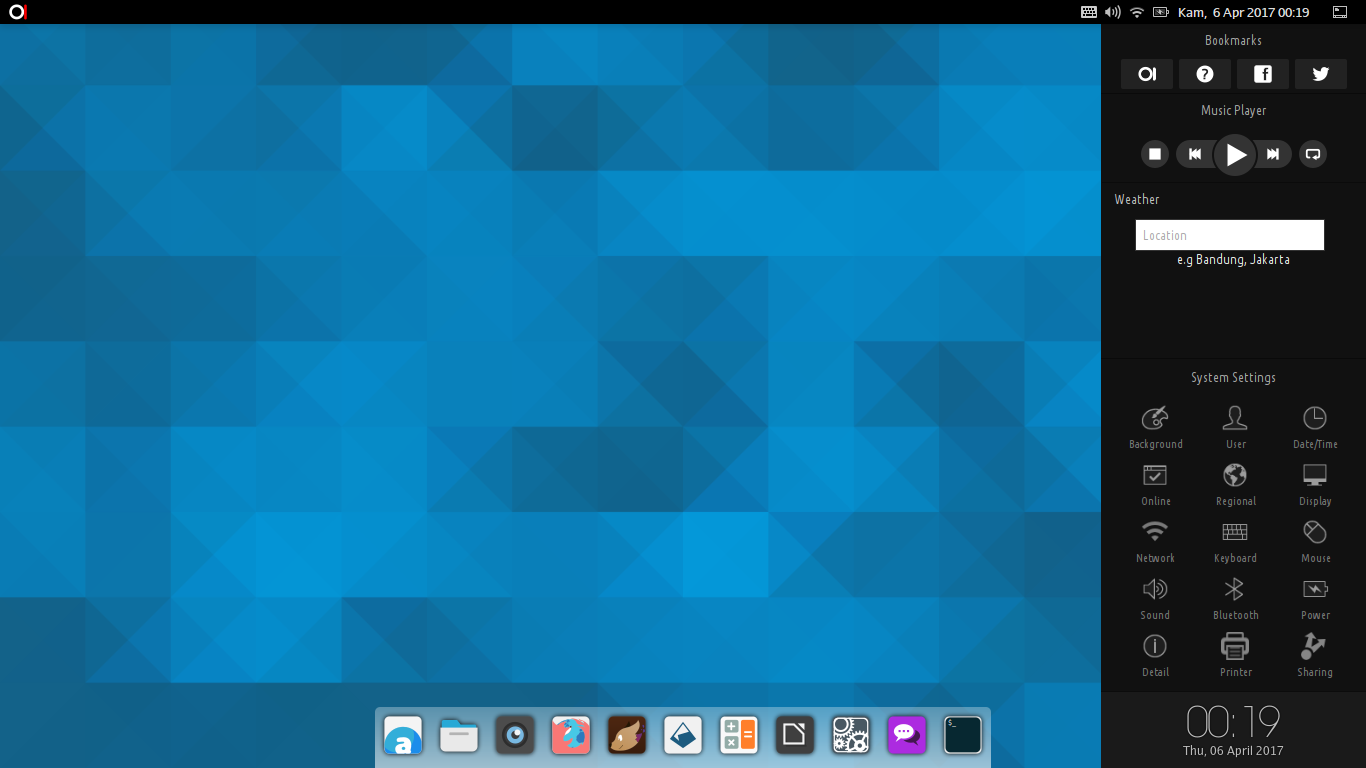 Kam, 6 Apr 2017 00:19
Bookmarks
Music Player
Weather
Location
e.g Bandung, Jakarta
System Settings
Background User Date/Time
Online Regional Display
Network Keyboard Mouse
Sound Bluetooth Power
Detail Printer Sharing
00:19
Thu, 06 April 2017